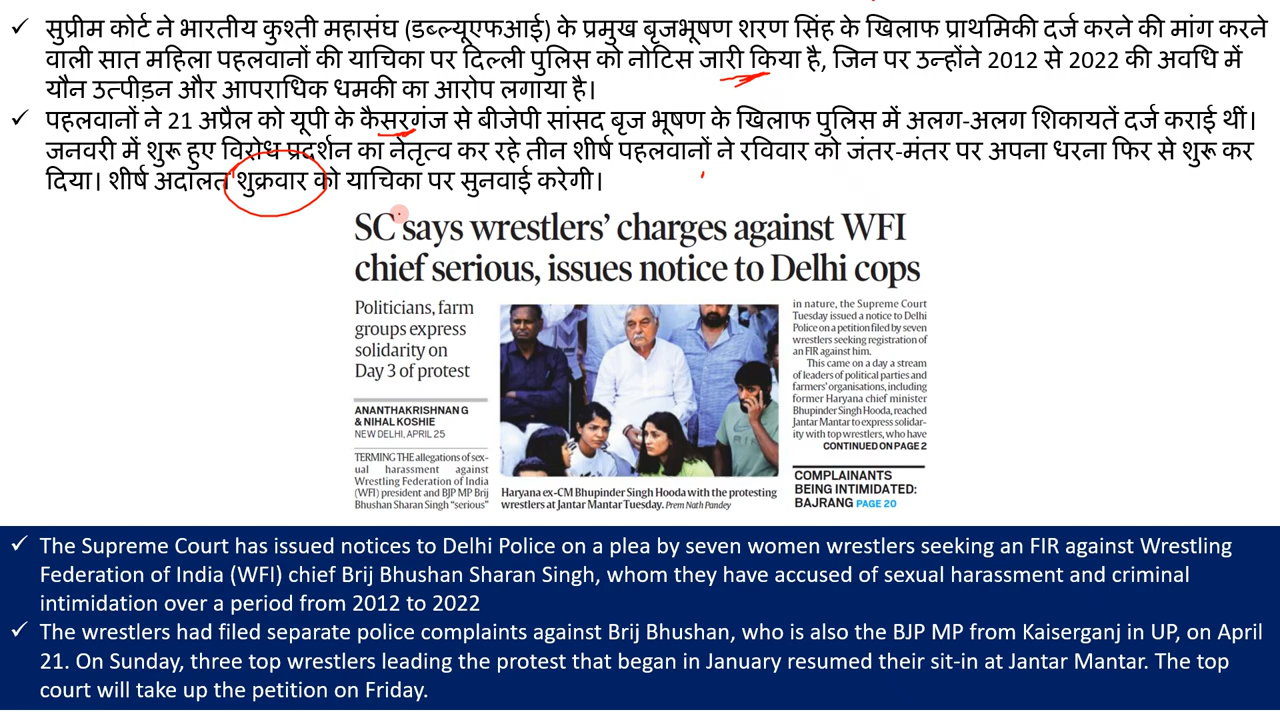 ✓ सुप्रीम कोर्ट ने भारतीय कुश्ती महासंघ (डब्ल्यूएफआई) के प्रमुख बृजभूषण शरण सिंह के खिलाफ प्राथमिकी दर्ज करने की मांग करने
वाली सात महिला पहलवानों की याचिका पर दिल्ली पुलिस को नोटिस जारी किया है, जिन पर उन्होंने 2012 से 2022 की अवधि में
यौन उत्पीड़न और आपराधिक धमकी का आरोप लगाया है।
✓ पहलवानों ने 21 अप्रैल को यूपी के कैसरगंज से बीजेपी सांसद बृज भूषण के खिलाफ पुलिस में अलग-अलग शिकायतें दर्ज कराई थीं।
जनवरी में शुरू हुए विरोध प्रदर्शन का नेतृत्व कर रहे तीन शीर्ष पहलवानों ने रविवार को जंतर-मंतर पर अपना धरना फिर से शुरू कर
दिया। शीर्ष अदालत शुक्रवार को याचिका पर सुनवाई करेगी।
SC says wrestlers' charges against WFI
chief serious, issues notice to Delhi cops
Politicians, farm
groups express
solidarity on
Day 3 of protest
ANANTHAKRISHNAN G
& NIHAL KOSHIE
NEW DELHI, APRIL 25
TERMING THE allegations of sex-
ual harassment against
Wrestling Federation of India
(WFI) president and BJP MP Brij
Bhushan Sharan Singh "serious"
Haryana ex-CM Bhupinder Singh Hooda with the protesting
wrestlers at Jantar Mantar Tuesday. Prem Nath Pandey
in nature, the Supreme Court
Tuesday issued a notice to Delhi
Police on a petition filed by seven
wrestlers seeking registration of
an FIR against him.
This came on a day a stream
of leaders of political parties and
farmers' organisations, including
former Haryana chief minister
Bhupinder Singh Hooda, reached
Jantar Mantar to express solidar-
ity with top wrestlers, who have
CONTINUED ON PAGE 2
COMPLAINANTS
BEING INTIMIDATED:
BAJRANG PAGE 20
✓ The Supreme Court has issued notices to Delhi Police on a plea by seven women wrestlers seeking an FIR against Wrestling
Federation of India (WFI) chief Brij Bhushan Sharan Singh, whom they have accused of sexual harassment and criminal
intimidation over a period from 2012 to 2022
✓ The wrestlers had filed separate police complaints against Brij Bhushan, who is also the BJP MP from Kaiserganj in UP, on April
21. On Sunday, three top wrestlers leading the protest that began in January resumed their sit-in at Jantar Mantar. The top
court will take up the petition on Friday.